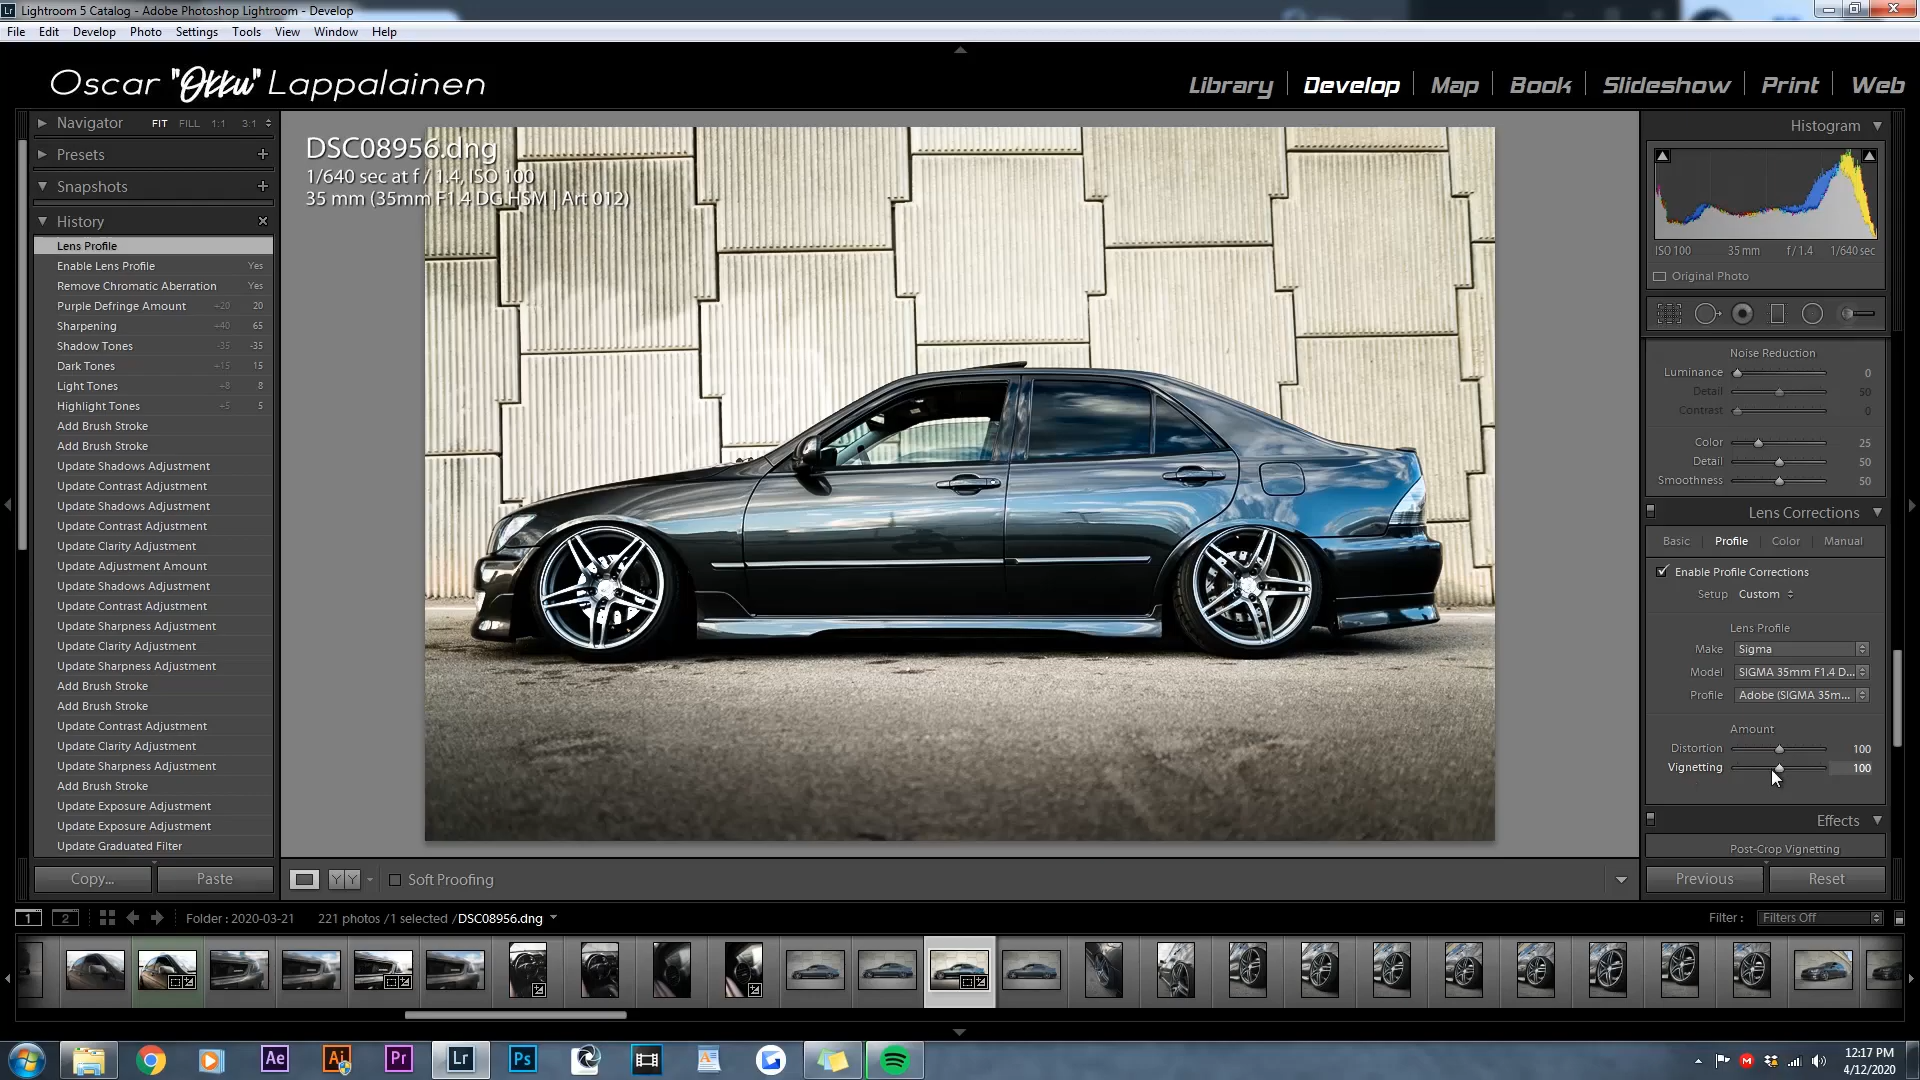 Lr Lightroom 5 Catalog - Adobe Photoshop Lightroom - Develop
File Edit Develop Photo Settings Tools View Window Help
Oscar "Okku" Lappalainen
Library Develop Map Book Slideshow Print Web
Navigator FIT FILL 1:1 3:1
Presets
Snapshots
History
Lens Profile
Enable Lens Profile Yes
Remove Chromatic Aberration Yes
Purple Defringe Amount +20 20
Sharpening +40 65
Shadow Tones -35 -35
Dark Tones +15 15
Light Tones +8 8
Highlight Tones +5 5
Add Brush Stroke
Add Brush Stroke
Update Shadows Adjustment
Update Contrast Adjustment
Update Shadows Adjustment
Update Contrast Adjustment
Update Clarity Adjustment
Update Adjustment Amount
Update Shadows Adjustment
Update Contrast Adjustment
Update Sharpness Adjustment
Update Clarity Adjustment
Update Sharpness Adjustment
Add Brush Stroke
Add Brush Stroke
Update Contrast Adjustment
Update Clarity Adjustment
Update Sharpness Adjustment
Add Brush Stroke
Update Exposure Adjustment
Update Exposure Adjustment
Update Graduated Filter
Copy... Paste
DSC08956.dng
1/640 sec at f / 1.4, ISO 100
35 mm (35mm F1.4 DG HSM | Art 012)
Soft Proofing
Histogram
ISO 100 35 mm f / 1.4 1/640 sec
Original Photo
Noise Reduction
Luminance 0
Detail 50
Contrast 0
Color 25
Detail 50
Smoothness 50
Lens Corrections
Basic Profile Color Manual
Enable Profile Corrections
Setup Custom
Lens Profile
Make Sigma
Model SIGMA 35mm F1.4 D...
Profile Adobe (SIGMA 35m...
Amount
Distortion 100
Vignetting 100
Effects
Post-Crop Vignetting
Previous Reset
1 2 Folder : 2020-03-21 221 photos /1 selected /DSC08956.dng Filter : Filters Off
Ae Ai Pr Lr Ps
12:17 PM
4/12/2020